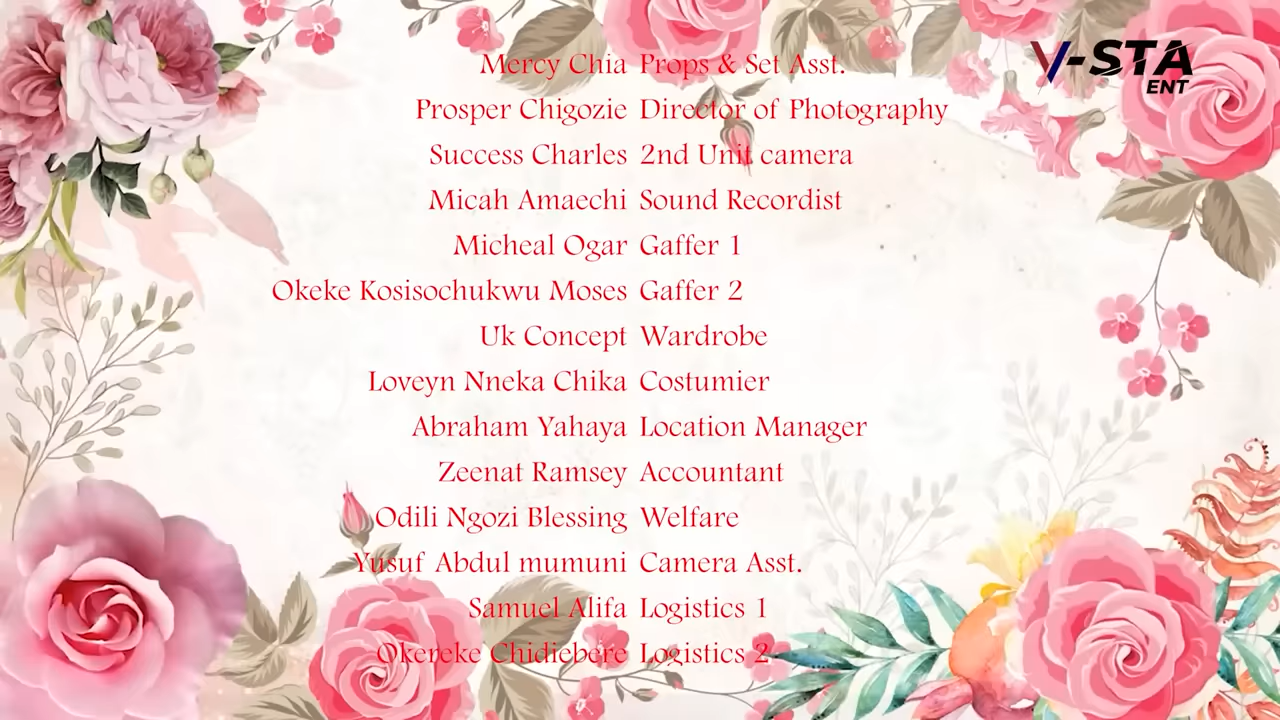 V-STA
ENT
Mercy Chia Props & Set Asst.
Prosper Chigozie Director of Photography
Success Charles 2nd Unit camera
Micah Amaechi Sound Recordist
Micheal Ogar Gaffer 1
Okeke Kosisochukwu Moses Gaffer 2
Uk Concept Wardrobe
Loveyn Nneka Chika Costumier
Abraham Yahaya Location Manager
Zeenat Ramsey Accountant
Odili Ngozi Blessing Welfare
Yusuf Abdul mumuni Camera Asst.
Samuel Alifa Logistics 1
Okereke Chidiebere Logistics 2